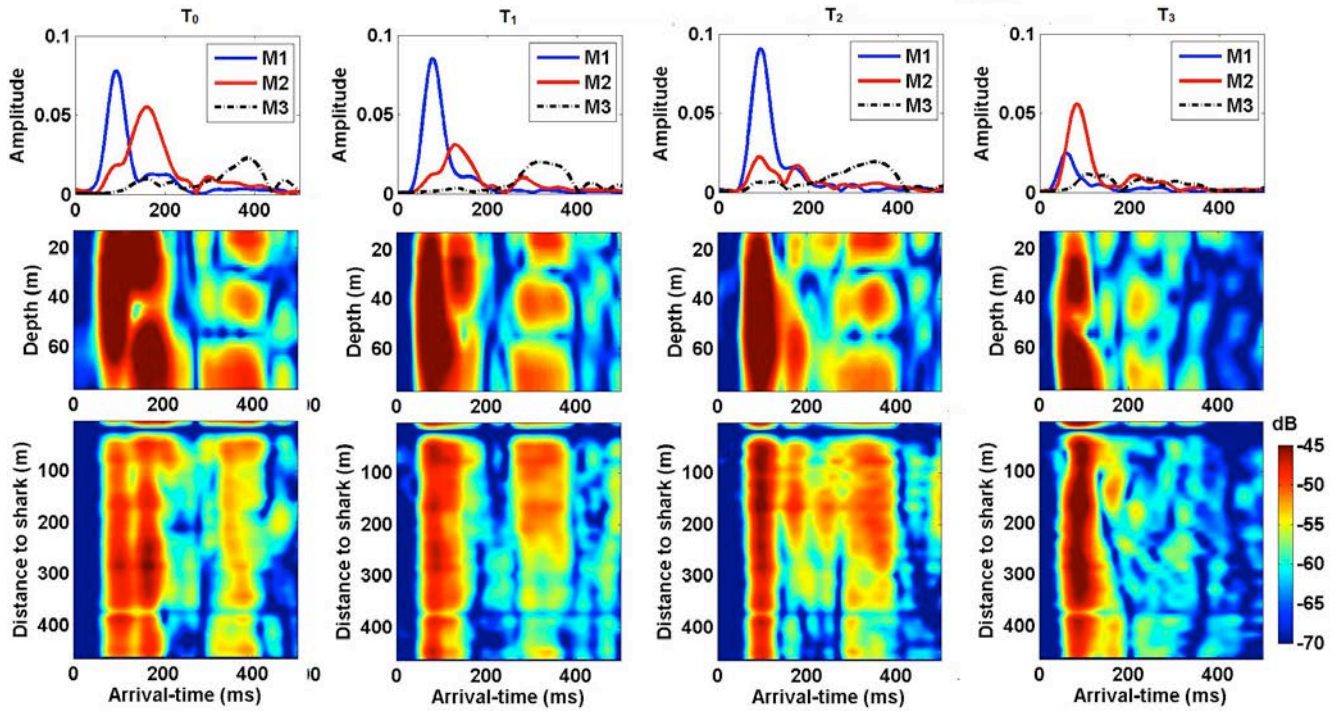 T0 T1 T2 T3
Amplitude 0.1 0.05 0 M1 M2 M3 0 200 400
Amplitude 0.1 0.05 0 M1 M2 M3 0 200 400
Amplitude 0.1 0.05 0 M1 M2 M3 0 200 400
Amplitude 0.1 0.05 0 M1 M2 M3 0 200 400
Depth (m) 20 40 60 0 200 400 00
Depth (m) 20 40 60 0 200 400
Depth (m) 20 40 60 0 200 400
Depth (m) 20 40 60 0 200 400
Distance to shark (m) 100 200 300 400 0 200 400 00
Arrival-time (ms)
Distance to shark (m) 100 200 300 400 0 200 400
Arrival-time (ms)
Distance to shark (m) 100 200 300 400 0 200 400
Arrival-time (ms)
Distance to shark (m) 100 200 300 400 0 200 400
Arrival-time (ms)
dB
-45
-50
-55
-60
-65
-70